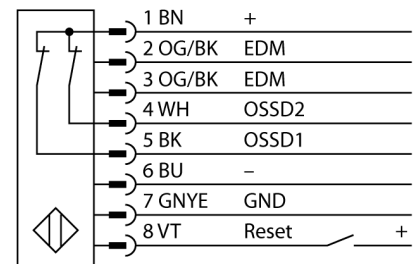 1 BN +
2 OG/BK EDM
3 OG/BK EDM
4 WH OSSD2
5 BK OSSD1
6 BU –
7 GNYE GND
8 VT Reset +